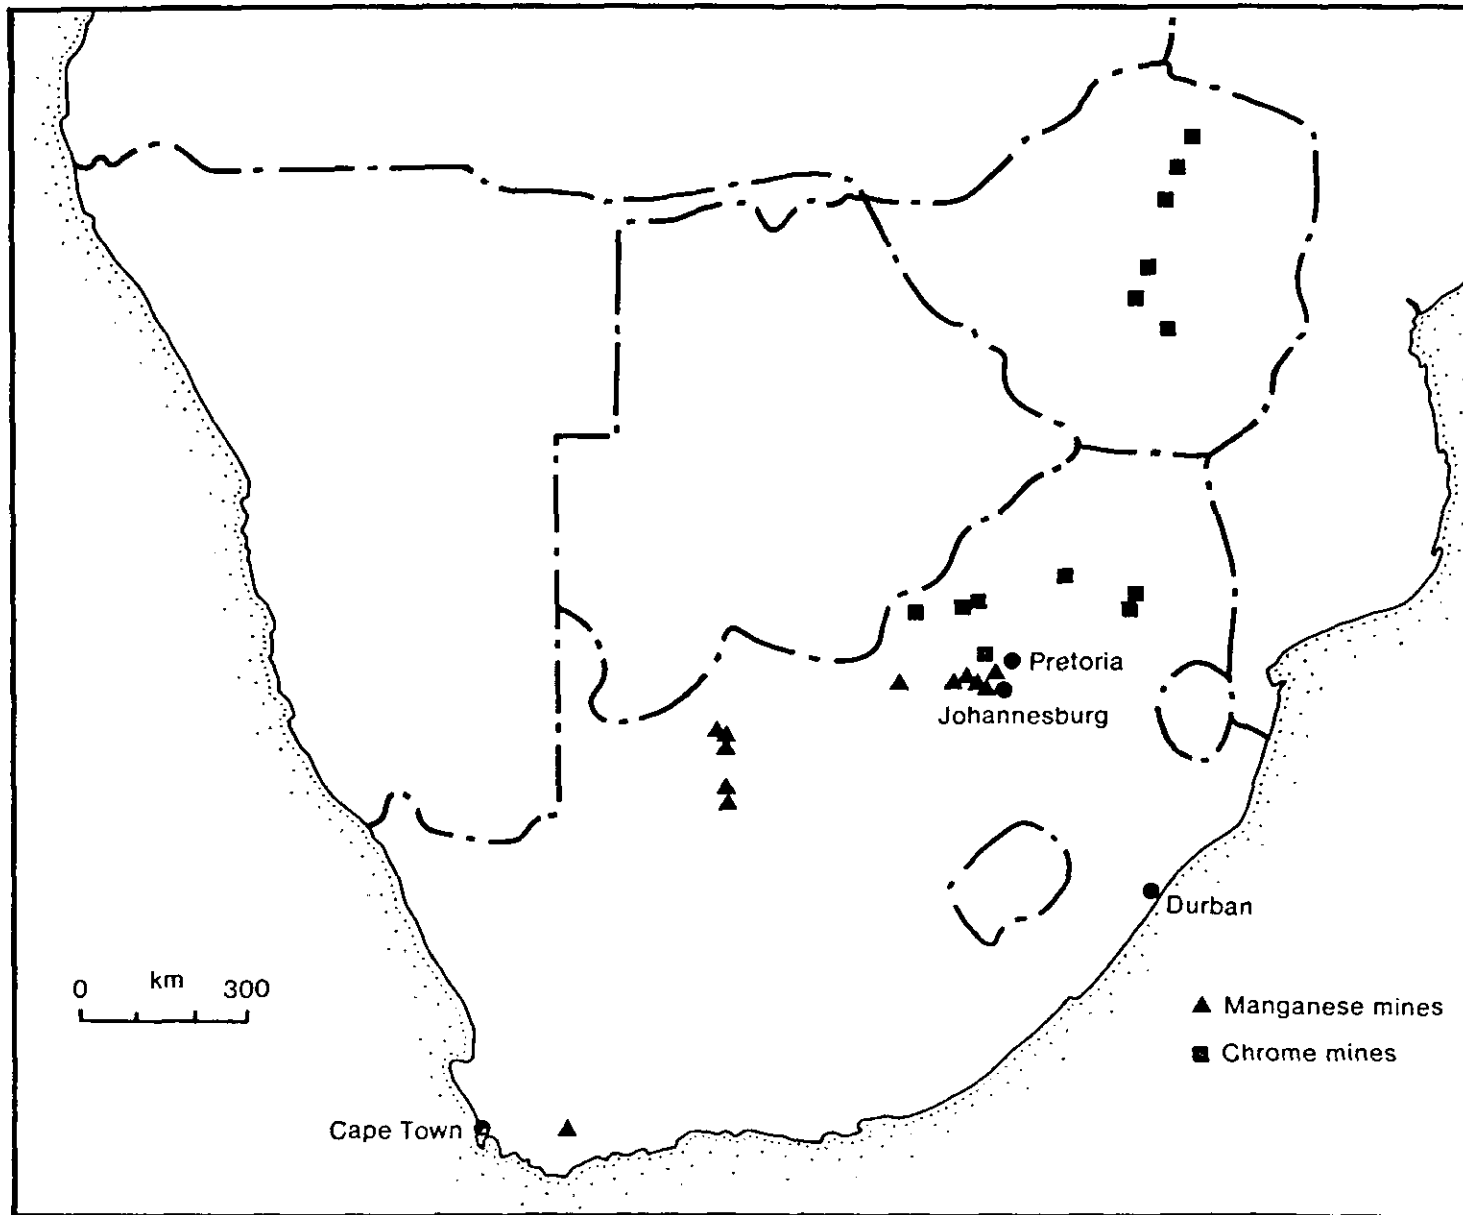 Pretoria
Johannesburg
Durban
km
0 300
Manganese mines
Chrome mines
Cape Town